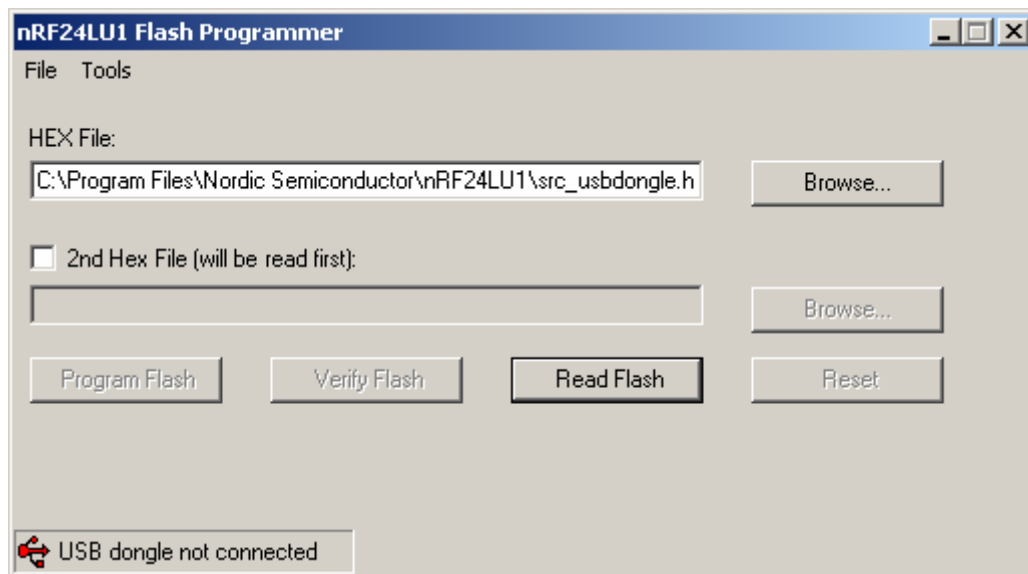 nRF24LU1 Flash Programmer
File Tools
HEX File:
C:\Program Files\Nordic Semiconductor\nRF24LU1\src_usbdongle.h
Browse...
2nd Hex File (will be read first):
Browse...
Program Flash Verify Flash Read Flash Reset
USB dongle not connected